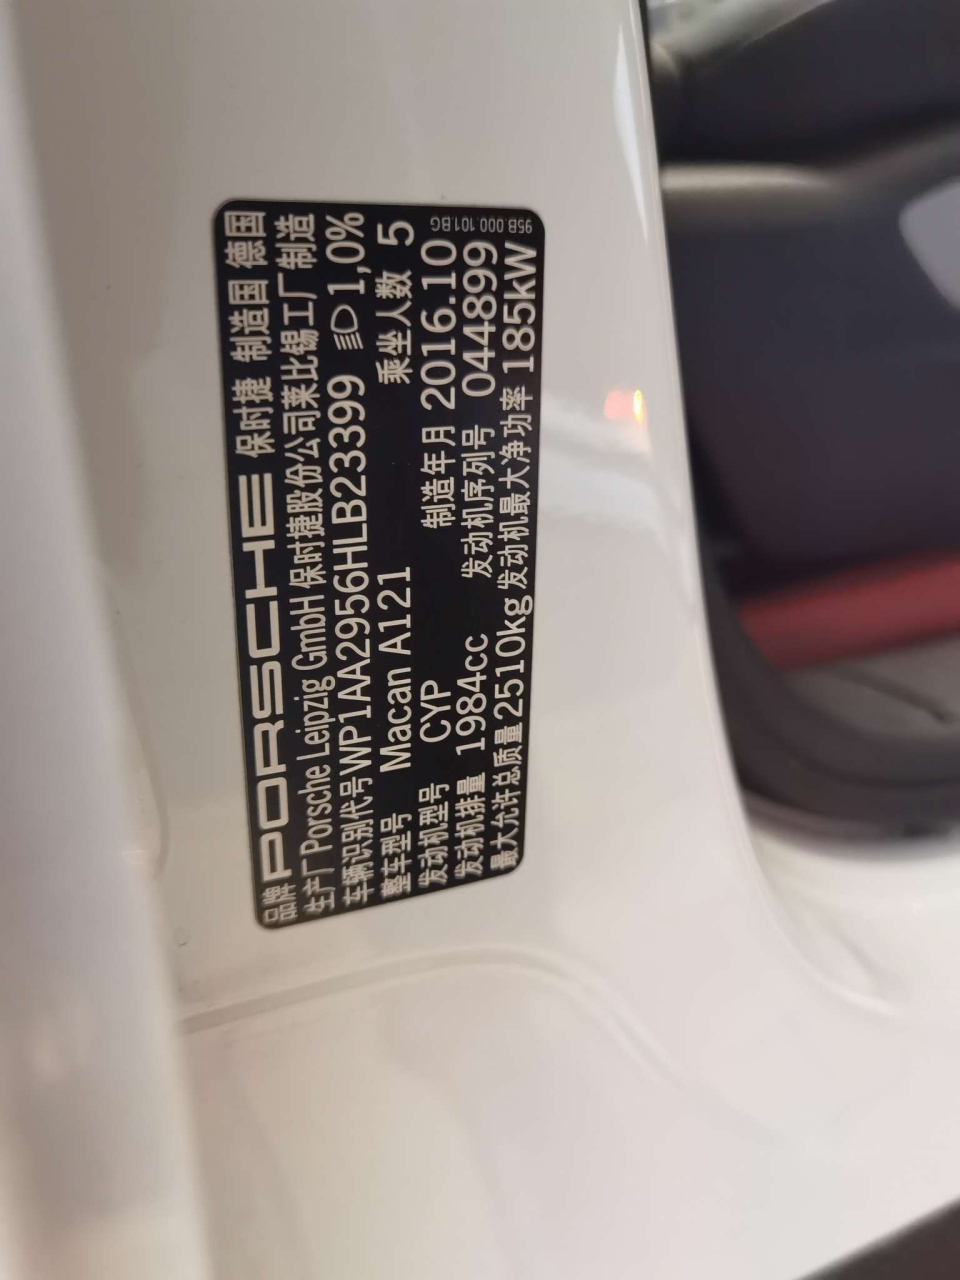 品牌 PORSCHE 保时捷 制造国 德国
生产厂 Porsche Leipzig GmbH 保时捷股份公司莱比锡工厂制造
车辆识别代号 WP1AA2956HLB23399 1,0%
整车型号 Macan A121 乘坐人数 5
发动机型号 CYP 制造年月 2016.10
发动机排量 1984cc 发动机序列号 044899
最大允许总质量 2510kg 发动机最大净功率 185kW
95B.000.101.BG